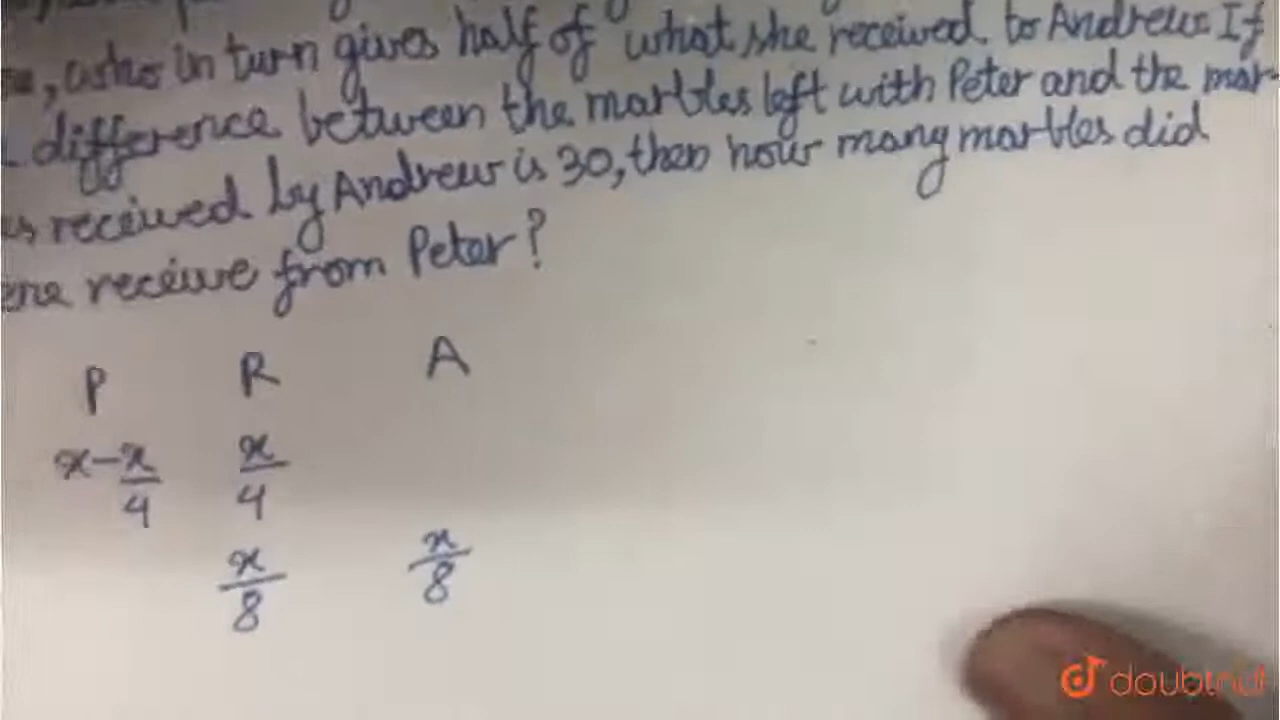 , who in turn gives half of what she received to Andrew. If
difference between the marbles left with Peter and the mar-
received by Andrew is 30, then how many marbles did
receive from Peter?
P R A
x-x/4 x/4
x/8 x/8
doubtnut